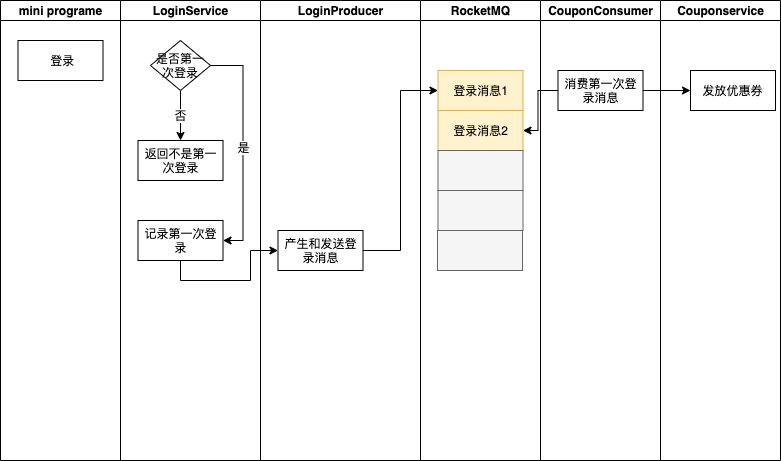 mini programe
LoginService
LoginProducer
RocketMQ
CouponConsumer
Couponservice
登录
是否第一
次登录
否
是
返回不是第一
次登录
记录第一次登
录
产生和发送登
录消息
登录消息1
登录消息2
消费第一次登
录消息
发放优惠券